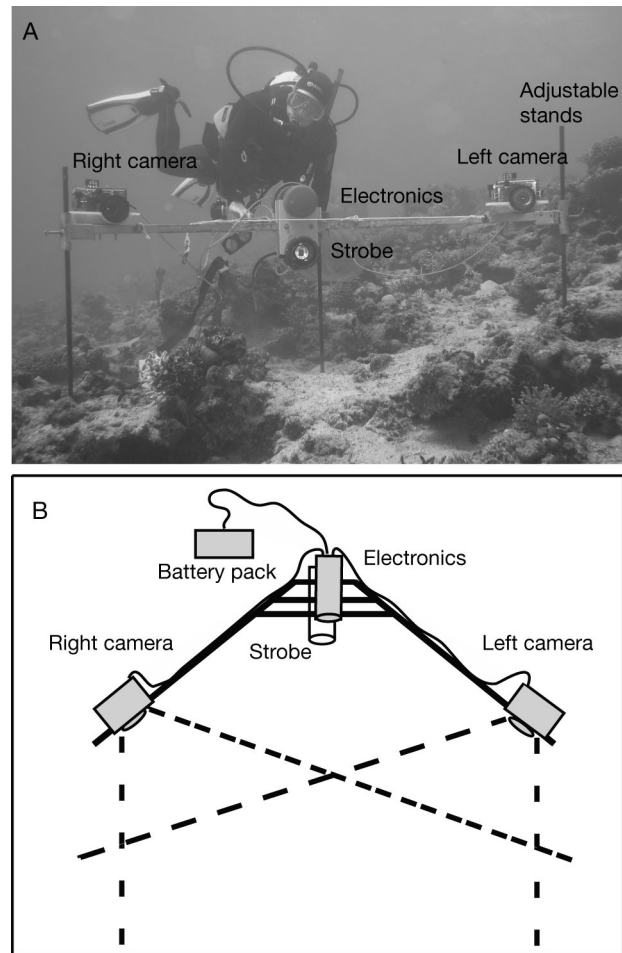 A
Adjustable
stands
Right camera
Left camera
Electronics
Strobe
B
Electronics
Battery pack
Right camera
Strobe
Left camera